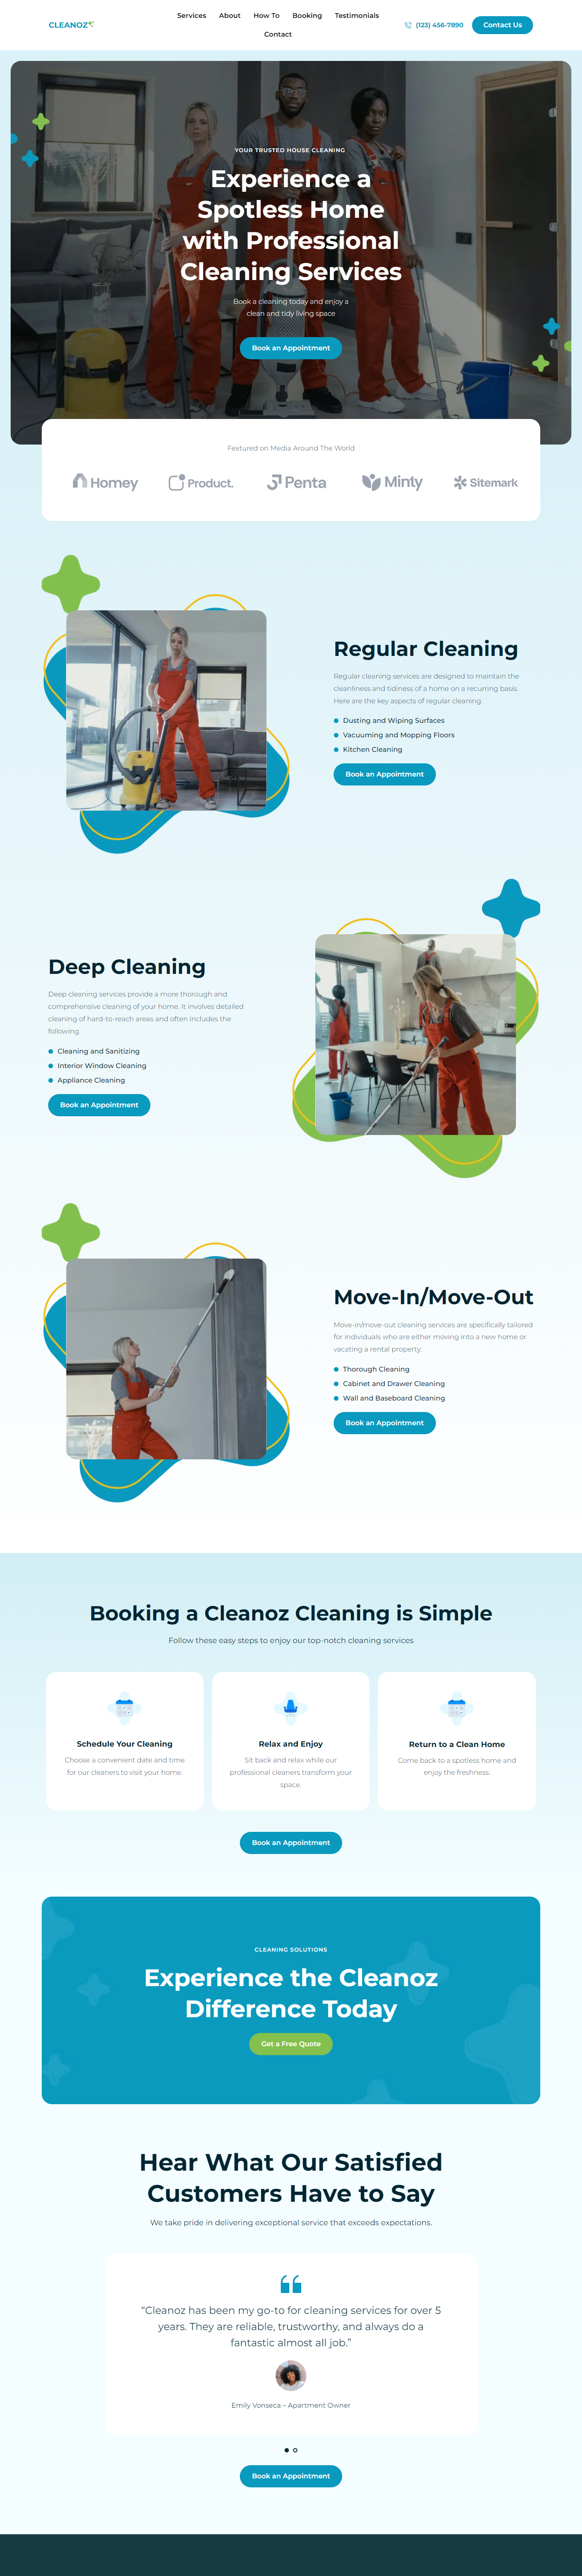 CLEANOZ
Services About How To Booking Testimonials
Contact
(123) 456-7890
Contact Us
YOUR TRUSTED HOUSE CLEANING
Experience a
Spotless Home
with Professional
Cleaning Services
Book a cleaning today and enjoy a
clean and tidy living space
Book an Appointment
Featured on Media Around The World
Homey Product. Penta Minty Sitemark
Regular Cleaning
Regular cleaning services are designed to maintain the
cleanliness and tidiness of a home on a recurring basis.
Here are the key aspects of regular cleaning.
Dusting and Wiping Surfaces
Vacuuming and Mopping Floors
Kitchen Cleaning
Book an Appointment
Deep Cleaning
Deep cleaning services provide a more thorough and
comprehensive cleaning of your home. It involves detailed
cleaning of hard-to-reach areas and often includes the
following.
Cleaning and Sanitizing
Interior Window Cleaning
Appliance Cleaning
Book an Appointment
Move-In/Move-Out
Move-in/move-out cleaning services are specifically tailored
for individuals who are either moving into a new home or
vacating a rental property.
Thorough Cleaning
Cabinet and Drawer Cleaning
Wall and Baseboard Cleaning
Book an Appointment
Booking a Cleanoz Cleaning is Simple
Follow these easy steps to enjoy our top-notch cleaning services
Schedule Your Cleaning
Choose a convenient date and time
for our cleaners to visit your home.
Relax and Enjoy
Sit back and relax while our
professional cleaners transform your
space.
Return to a Clean Home
Come back to a spotless home and
enjoy the freshness.
Book an Appointment
CLEANING SOLUTIONS
Experience the Cleanoz
Difference Today
Get a Free Quote
Hear What Our Satisfied
Customers Have to Say
We take pride in delivering exceptional service that exceeds expectations.
“Cleanoz has been my go-to for cleaning services for over 5
years. They are reliable, trustworthy, and always do a
fantastic almost all job.”
Emily Vonseca – Apartment Owner
Book an Appointment